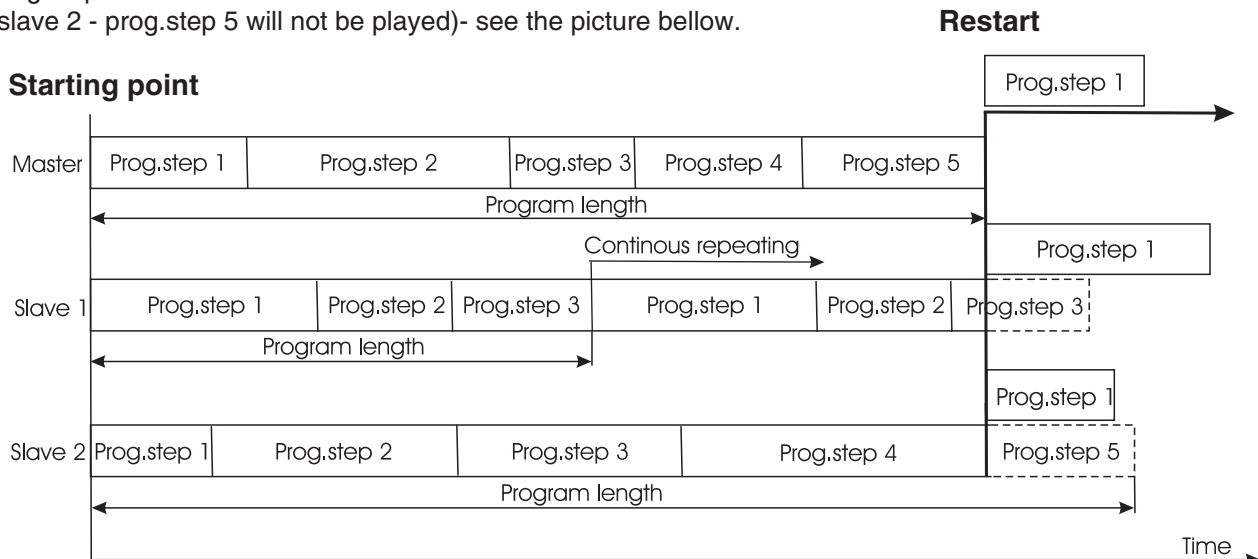 slave 2 - prog.step 5 will not be played)- see the picture bellow.
Restart
Starting point
Prog.step 1
Master Prog.step 1 Prog.step 2 Prog.step 3 Prog.step 4 Prog.step 5
Program length
Continous repeating
Prog.step 1
Slave 1 Prog.step 1 Prog.step 2 Prog.step 3 Prog.step 1 Prog.step 2 Prog.step 3
Program length
Prog.step 1
Slave 2 Prog.step 1 Prog.step 2 Prog.step 3 Prog.step 4 Prog.step 5
Program length
Time